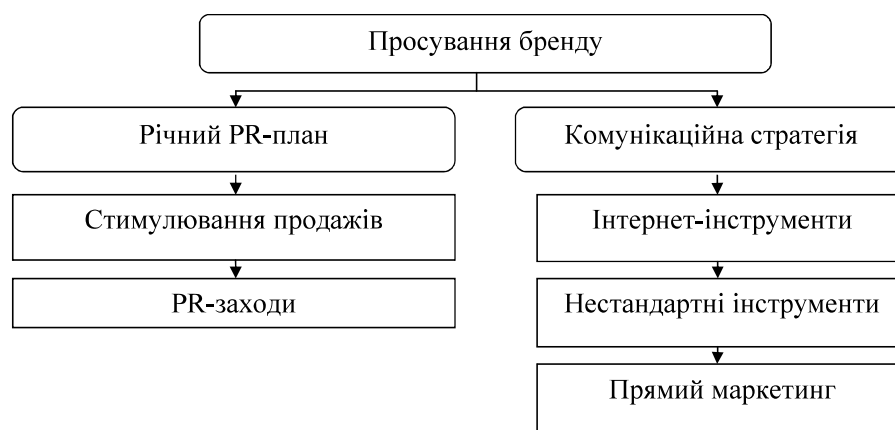 Просування бренду
Річний PR-план
Комунікаційна стратегія
Стимулювання продажів
Інтернет-інструменти
PR-заходи
Нестандартні інструменти
Прямий маркетинг